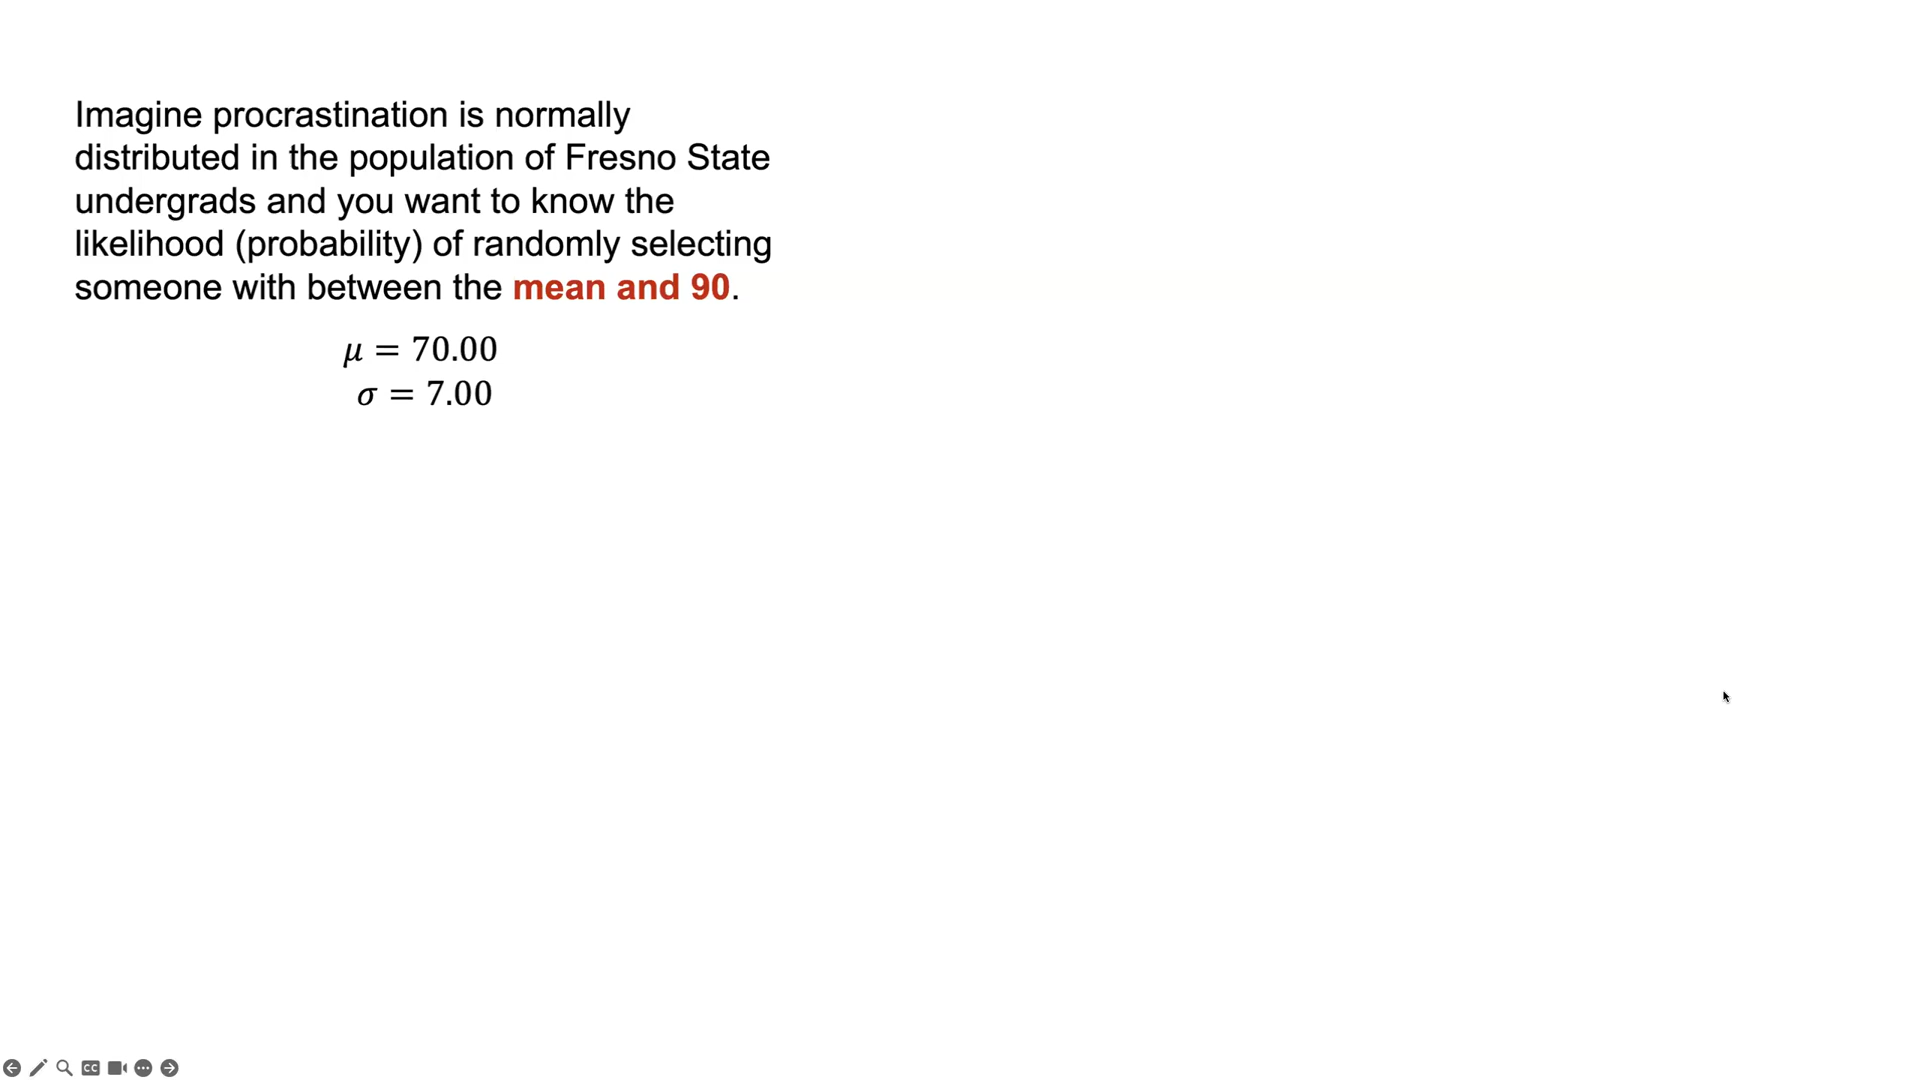 Imagine procrastination is normally
distributed in the population of Fresno State
undergrads and you want to know the
likelihood (probability) of randomly selecting
someone with between the mean and 90.
μ = 70.00
σ = 7.00
CC